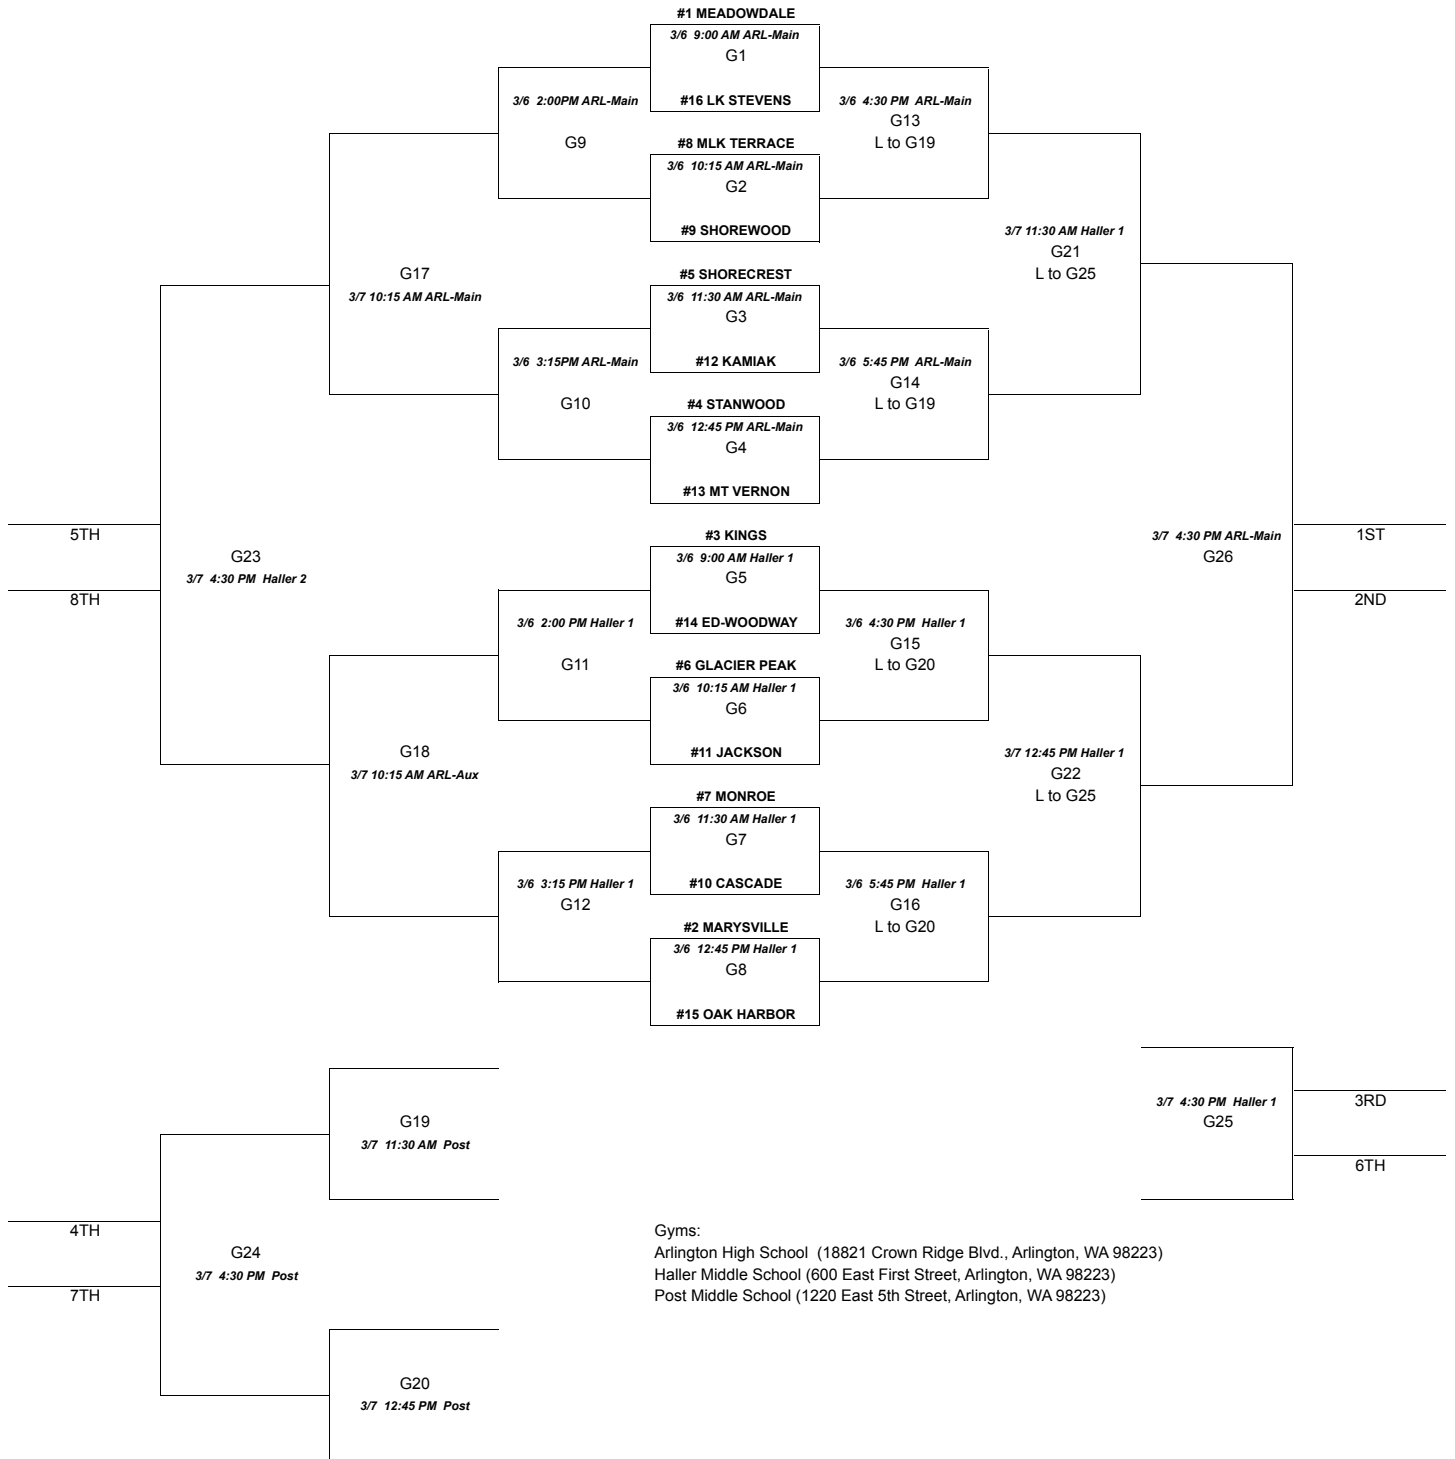 #1 MEADOWDALE
3/6 9:00 AM ARL-Main
G1
#16 LK STEVENS
3/6 2:00PM ARL-Main
G9
3/6 4:30 PM ARL-Main
G13
L to G19
#8 MLK TERRACE
3/6 10:15 AM ARL-Main
G2
#9 SHOREWOOD
3/7 11:30 AM Haller 1
G21
L to G25
G17
3/7 10:15 AM ARL-Main
#5 SHORECREST
3/6 11:30 AM ARL-Main
G3
#12 KAMIAK
3/6 3:15PM ARL-Main
G10
3/6 5:45 PM ARL-Main
G14
L to G19
#4 STANWOOD
3/6 12:45 PM ARL-Main
G4
#13 MT VERNON
5TH
G23
3/7 4:30 PM Haller 2
8TH
3/7 4:30 PM ARL-Main
G26
1ST
2ND
#3 KINGS
3/6 9:00 AM Haller 1
G5
#14 ED-WOODWAY
3/6 2:00 PM Haller 1
G11
3/6 4:30 PM Haller 1
G15
L to G20
#6 GLACIER PEAK
3/6 10:15 AM Haller 1
G6
#11 JACKSON
G18
3/7 10:15 AM ARL-Aux
3/7 12:45 PM Haller 1
G22
L to G25
#7 MONROE
3/6 11:30 AM Haller 1
G7
#10 CASCADE
3/6 3:15 PM Haller 1
G12
3/6 5:45 PM Haller 1
G16
L to G20
#2 MARYSVILLE
3/6 12:45 PM Haller 1
G8
#15 OAK HARBOR
G19
3/7 11:30 AM Post
3/7 4:30 PM Haller 1
G25
3RD
6TH
4TH
G24
3/7 4:30 PM Post
7TH
Gyms:
Arlington High School (18821 Crown Ridge Blvd., Arlington, WA 98223)
Haller Middle School (600 East First Street, Arlington, WA 98223)
Post Middle School (1220 East 5th Street, Arlington, WA 98223)
G20
3/7 12:45 PM Post